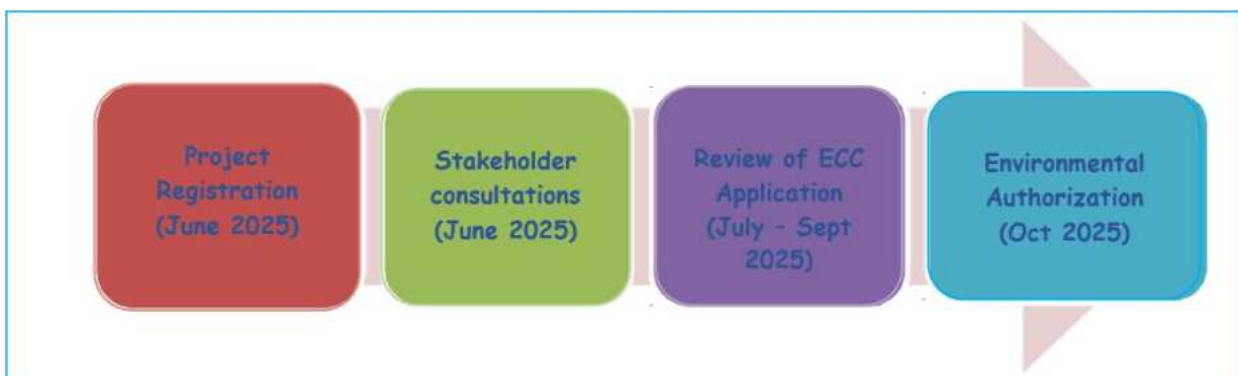 Project
Registration
(June 2025)
Stakeholder
consultations
(June 2025)
Review of ECC
Application
(July - Sept
2025)
Environmental
Authorization
(Oct 2025)